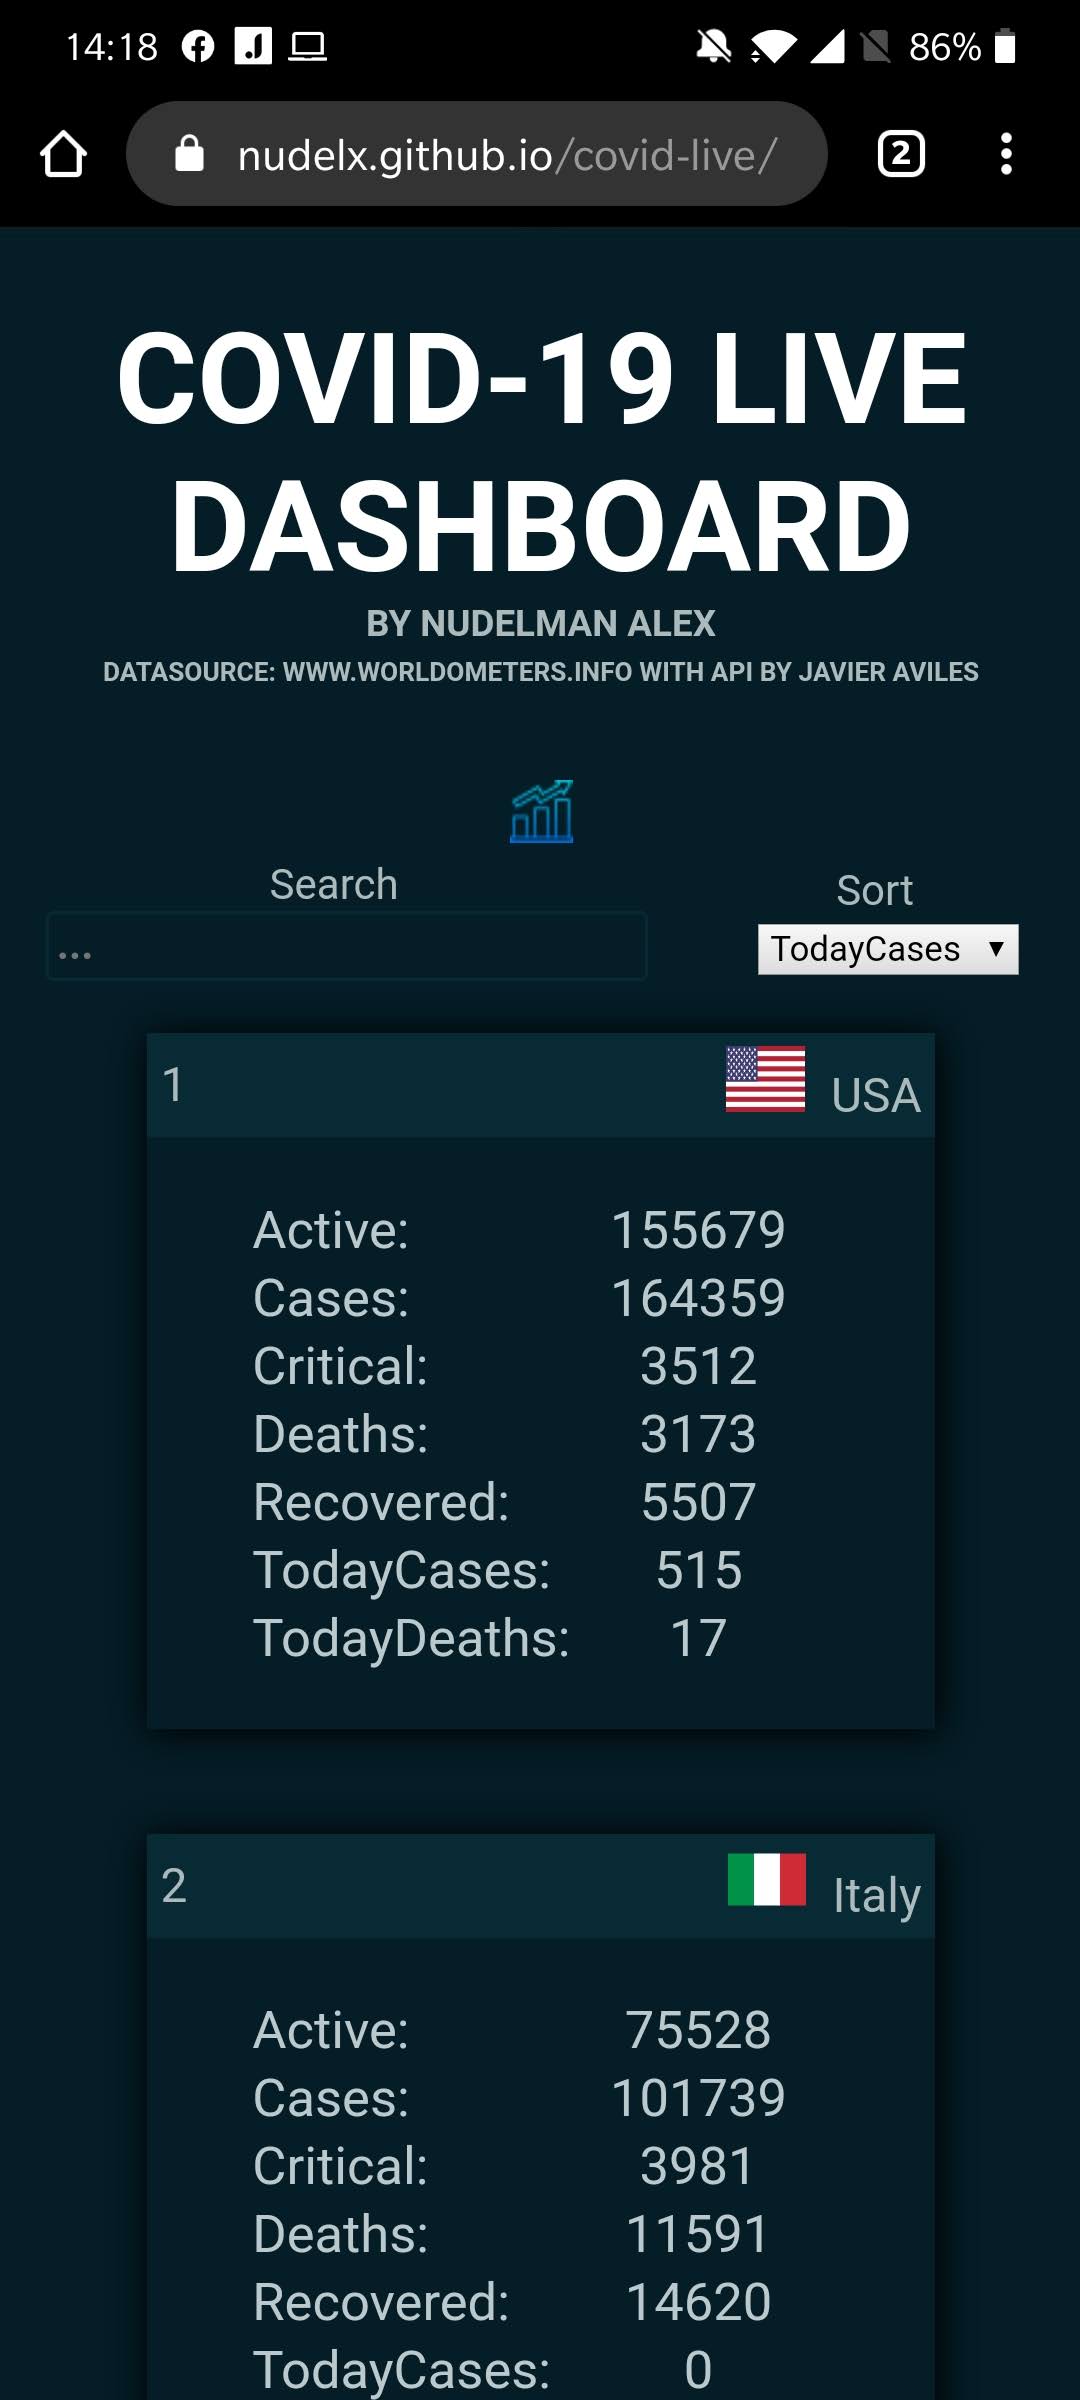 14:18
86%
nudelx.github.io/covid-live/
2
COVID-19 LIVE
DASHBOARD
BY NUDELMAN ALEX
DATASOURCE: WWW.WORLDOMETERS.INFO WITH API BY JAVIER AVILES
Search
Sort
...
TodayCases
1 USA
Active: 155679
Cases: 164359
Critical: 3512
Deaths: 3173
Recovered: 5507
TodayCases: 515
TodayDeaths: 17
2 Italy
Active: 75528
Cases: 101739
Critical: 3981
Deaths: 11591
Recovered: 14620
TodayCases: 0